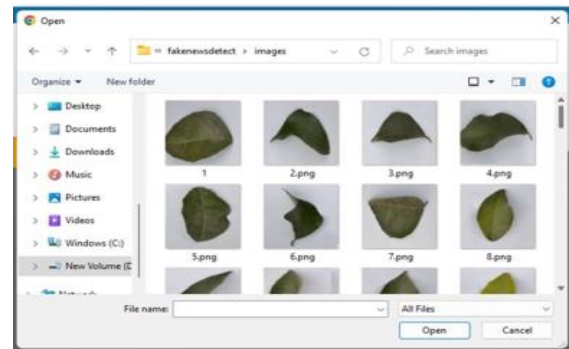 Open
fakenewsdetect › images
Search images
Organize
New folder
Desktop
Documents
Downloads
Music
Pictures
Videos
Windows (C:)
New Volume (D
1
2.png
3.png
4.png
5.png
6.png
7.png
8.png
File name:
All Files
Open
Cancel